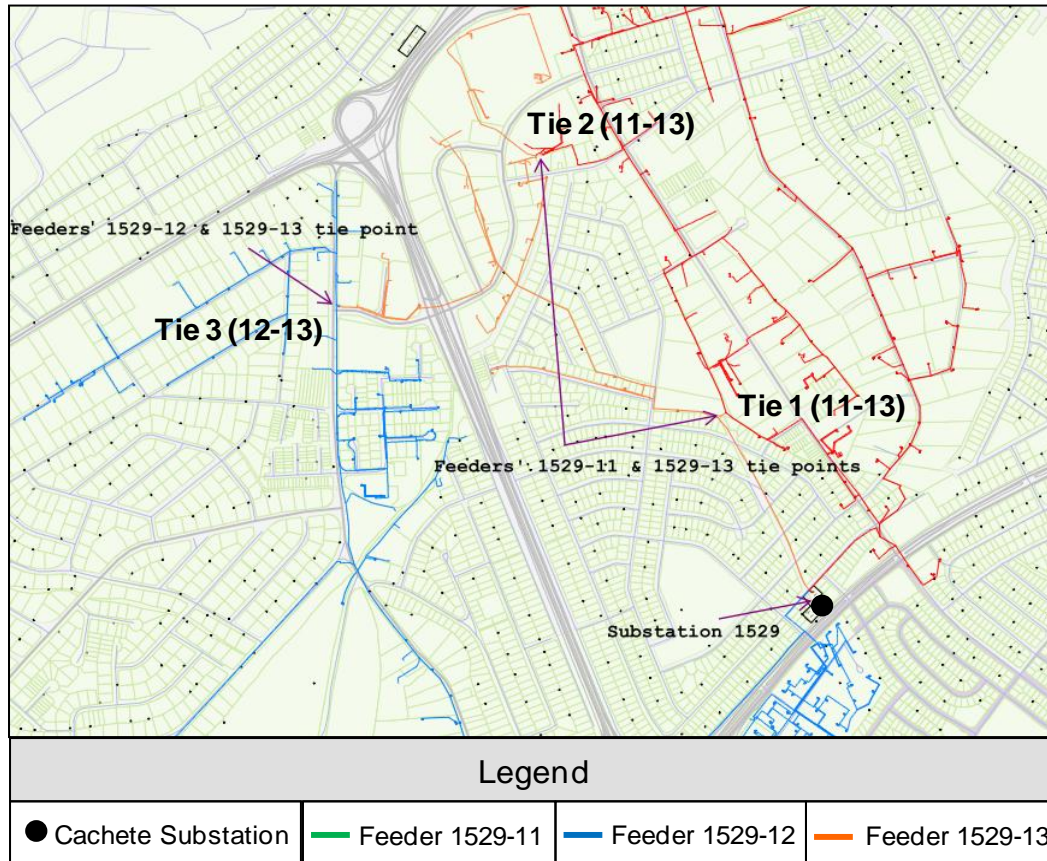 Tie 2 (11-13)
Feeders' 1529-12 & 1529-13 tie point
Tie 3 (12-13)
Tie 1 (11-13)
Feeders' 1529-11 & 1529-13 tie points
Substation 1529
Legend
Cachete Substation
Feeder 1529-11
Feeder 1529-12
Feeder 1529-13